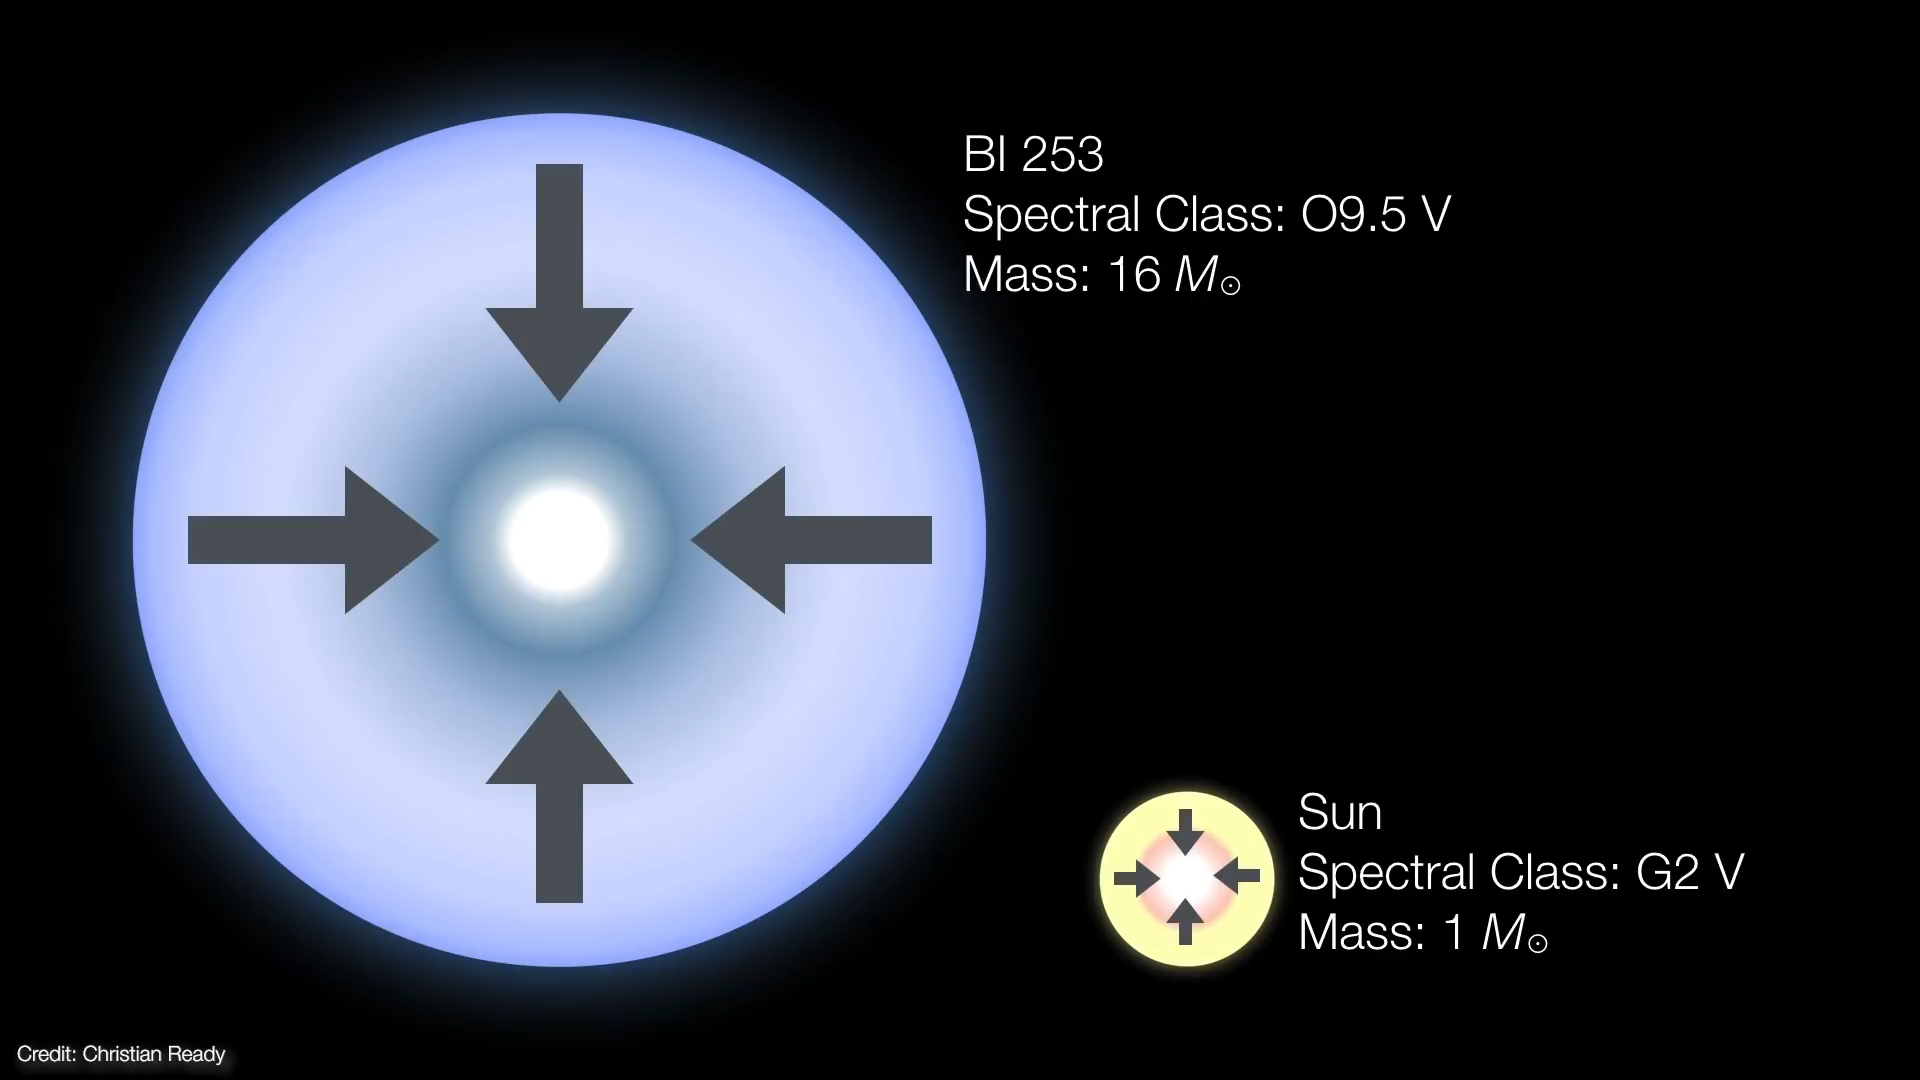 BI 253
Spectral Class: O9.5 V
Mass: 16 M☉
Sun
Spectral Class: G2 V
Mass: 1 M☉
Credit: Christian Ready